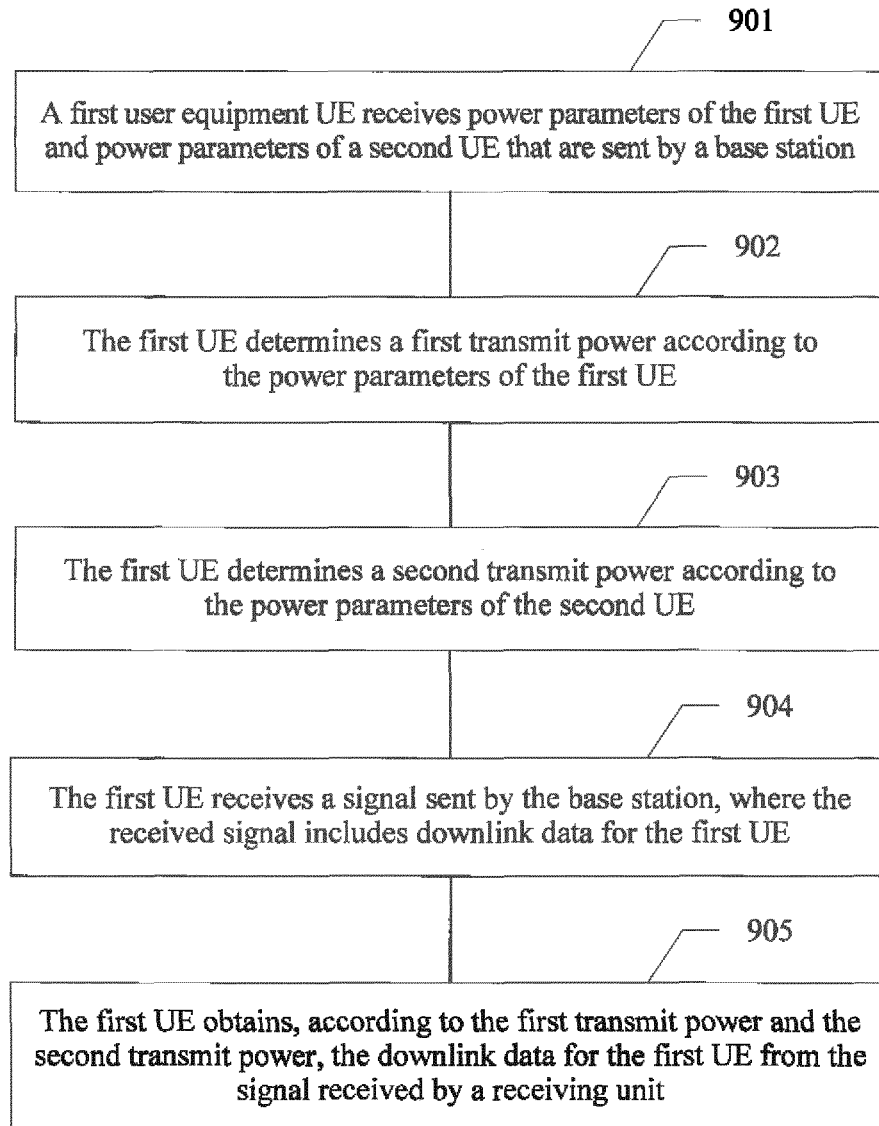 901
A first user equipment UE receives power parameters of the first UE
and power parameters of a second UE that are sent by a base station
902
The first UE determines a first transmit power according to
the power parameters of the first UE
903
The first UE determines a second transmit power according to
the power parameters of the second UE
904
The first UE receives a signal sent by the base station, where the
received signal includes downlink data for the first UE
905
The first UE obtains, according to the first transmit power and the
second transmit power, the downlink data for the first UE from the
signal received by a receiving unit